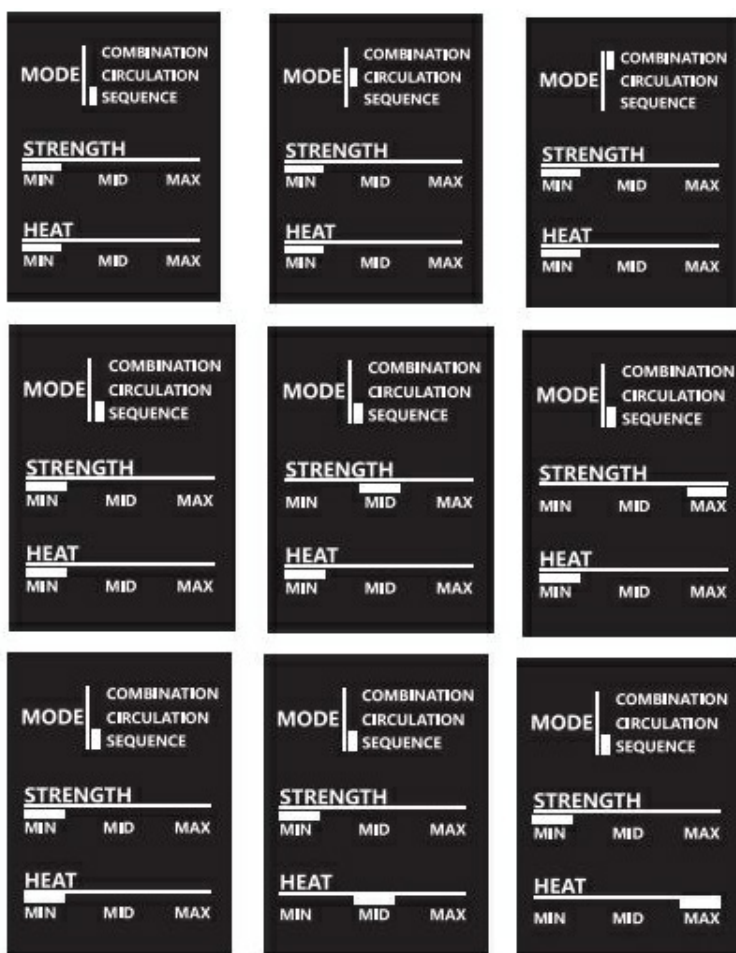 COMBINATION
MODE CIRCULATION
SEQUENCE
STRENGTH
MIN MID MAX
HEAT
MIN MID MAX
COMBINATION
MODE CIRCULATION
SEQUENCE
STRENGTH
MIN MID MAX
HEAT
MIN MID MAX
COMBINATION
MODE CIRCULATION
SEQUENCE
STRENGTH
MIN MID MAX
HEAT
MIN MID MAX
COMBINATION
MODE CIRCULATION
SEQUENCE
STRENGTH
MIN MID MAX
HEAT
MIN MID MAX
COMBINATION
MODE CIRCULATION
SEQUENCE
STRENGTH
MIN MID MAX
HEAT
MIN MID MAX
COMBINATION
MODE CIRCULATION
SEQUENCE
STRENGTH
MIN MID MAX
HEAT
MIN MID MAX
COMBINATION
MODE CIRCULATION
SEQUENCE
STRENGTH
MIN MID MAX
HEAT
MIN MID MAX
COMBINATION
MODE CIRCULATION
SEQUENCE
STRENGTH
MIN MID MAX
HEAT
MIN MID MAX
COMBINATION
MODE CIRCULATION
SEQUENCE
STRENGTH
MIN MID MAX
HEAT
MIN MID MAX